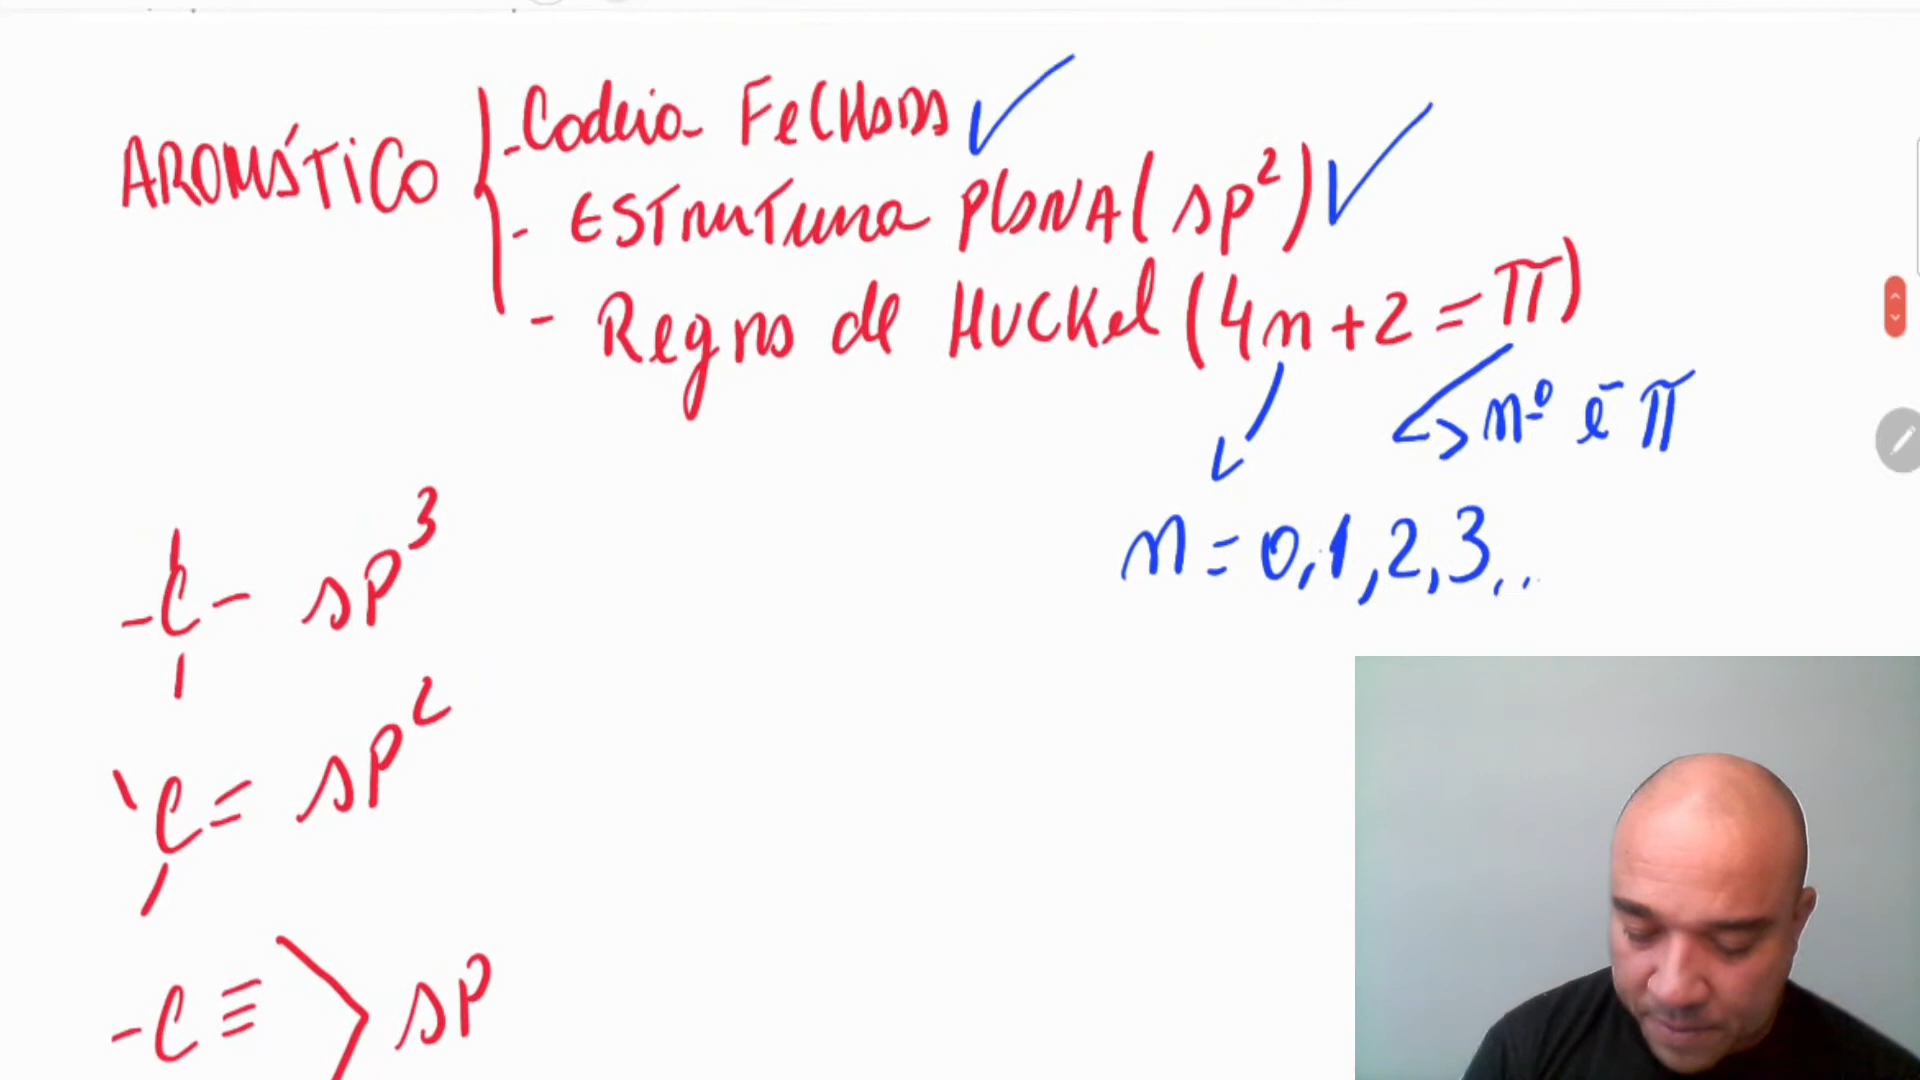 AROMÁTICO
- Cadeia FeCHADA
- ESTRUTURA PLANA (sp²)
- Regra de HUCKel (4n+2=π)
nº e⁻ π
n = 0,1,2,3...
-C- sp³
C= sp²
-C≡ sp